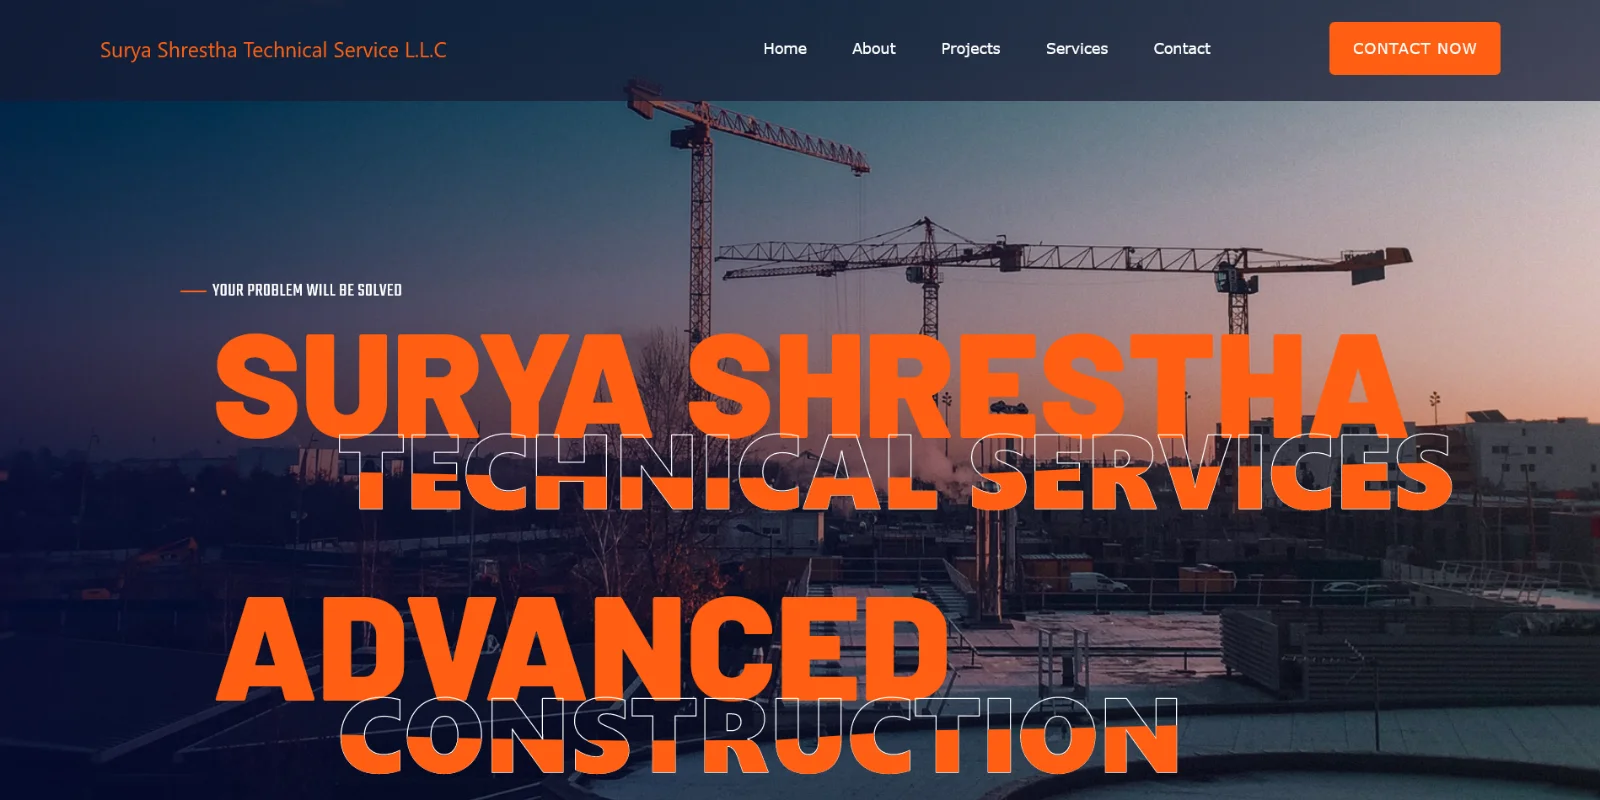 Surya Shrestha Technical Service L.L.C
Home About Projects Services Contact
CONTACT NOW
YOUR PROBLEM WILL BE SOLVED
SURYA SHRESTHA
TECHNICAL SERVICES
ADVANCED
CONSTRUCTION